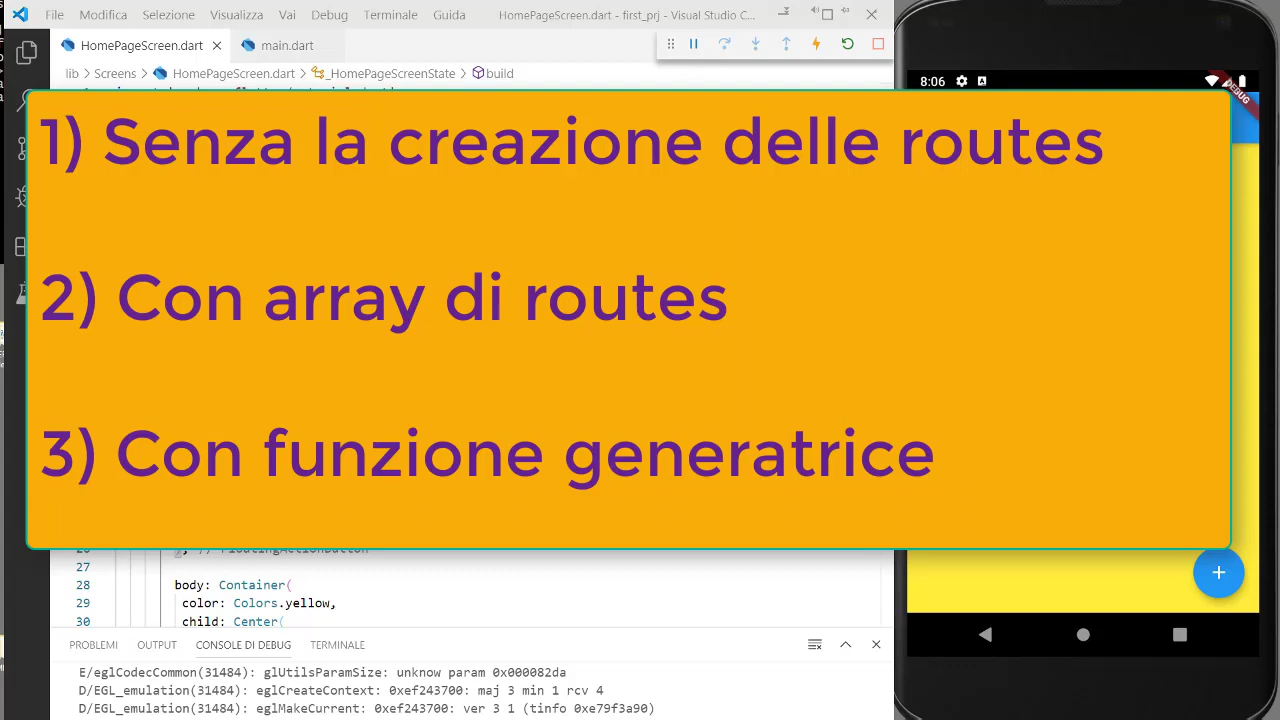 File Modifica Selezione Visualizza Vai Debug Terminale Guida HomePageScreen.dart - first_prj - Visual Studio C...
HomePageScreen.dart main.dart
lib > Screens > HomePageScreen.dart > _HomePageScreenState > build
8:06
DEBUG
1) Senza la creazione delle routes
2) Con array di routes
3) Con funzione generatrice
27
28 body: Container(
29 color: Colors.yellow,
30 child: Center(
PROBLEMI OUTPUT CONSOLE DI DEBUG TERMINALE
E/eglCodecCommon(31484): glUtilsParamSize: unknow param 0x000082da
D/EGL_emulation(31484): eglCreateContext: 0xef243700: maj 3 min 1 rcv 4
D/EGL_emulation(31484): eglMakeCurrent: 0xef243700: ver 3 1 (tinfo 0xe79f3a90)